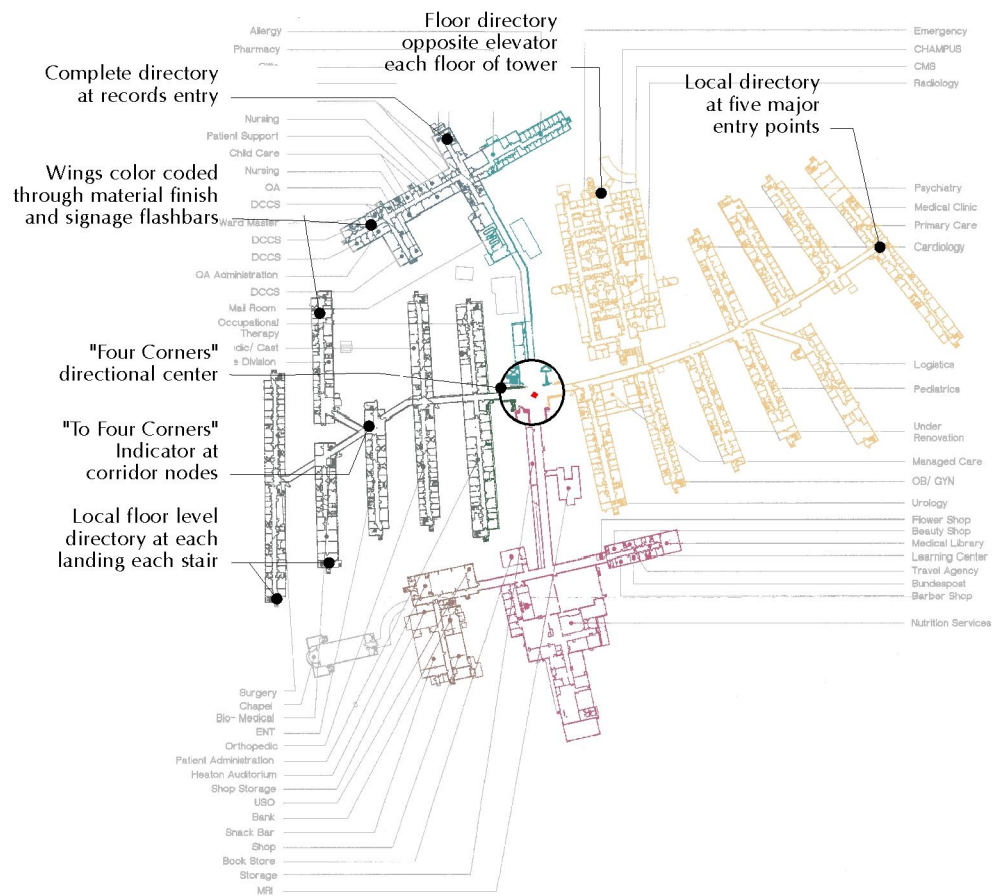 Allergy
Pharmacy
Nursing
Patient Support
Child Care
Nursing
QA
DCCS
Ward Master
DCCS
DCCS
QA Administration
DCCS
Mail Room
Occupational
Therapy
Cast
Division
Complete directory
at records entry
Wings color coded
through material finish
and signage flashbars
"Four Corners"
directional center
"To Four Corners"
Indicator at
corridor nodes
Local floor level
directory at each
landing each stair
Floor directory
opposite elevator
each floor of tower
Local directory
at five major
entry points
Emergency
CHAMPUS
CMS
Radiology
Psychiatry
Medical Clinic
Primary Care
Cardiology
Logistics
Pediatrics
Under
Renovation
Managed Care
OB/ GYN
Urology
Flower Shop
Beauty Shop
Medical Library
Learning Center
Travel Agency
Bundespost
Barber Shop
Nutrition Services
Surgery
Chapel
Bio- Medical
ENT
Orthopedic
Patient Administration
Heaton Auditorium
Shop Storage
USO
Bank
Snack Bar
Shop
Book Store
Storage
MRI